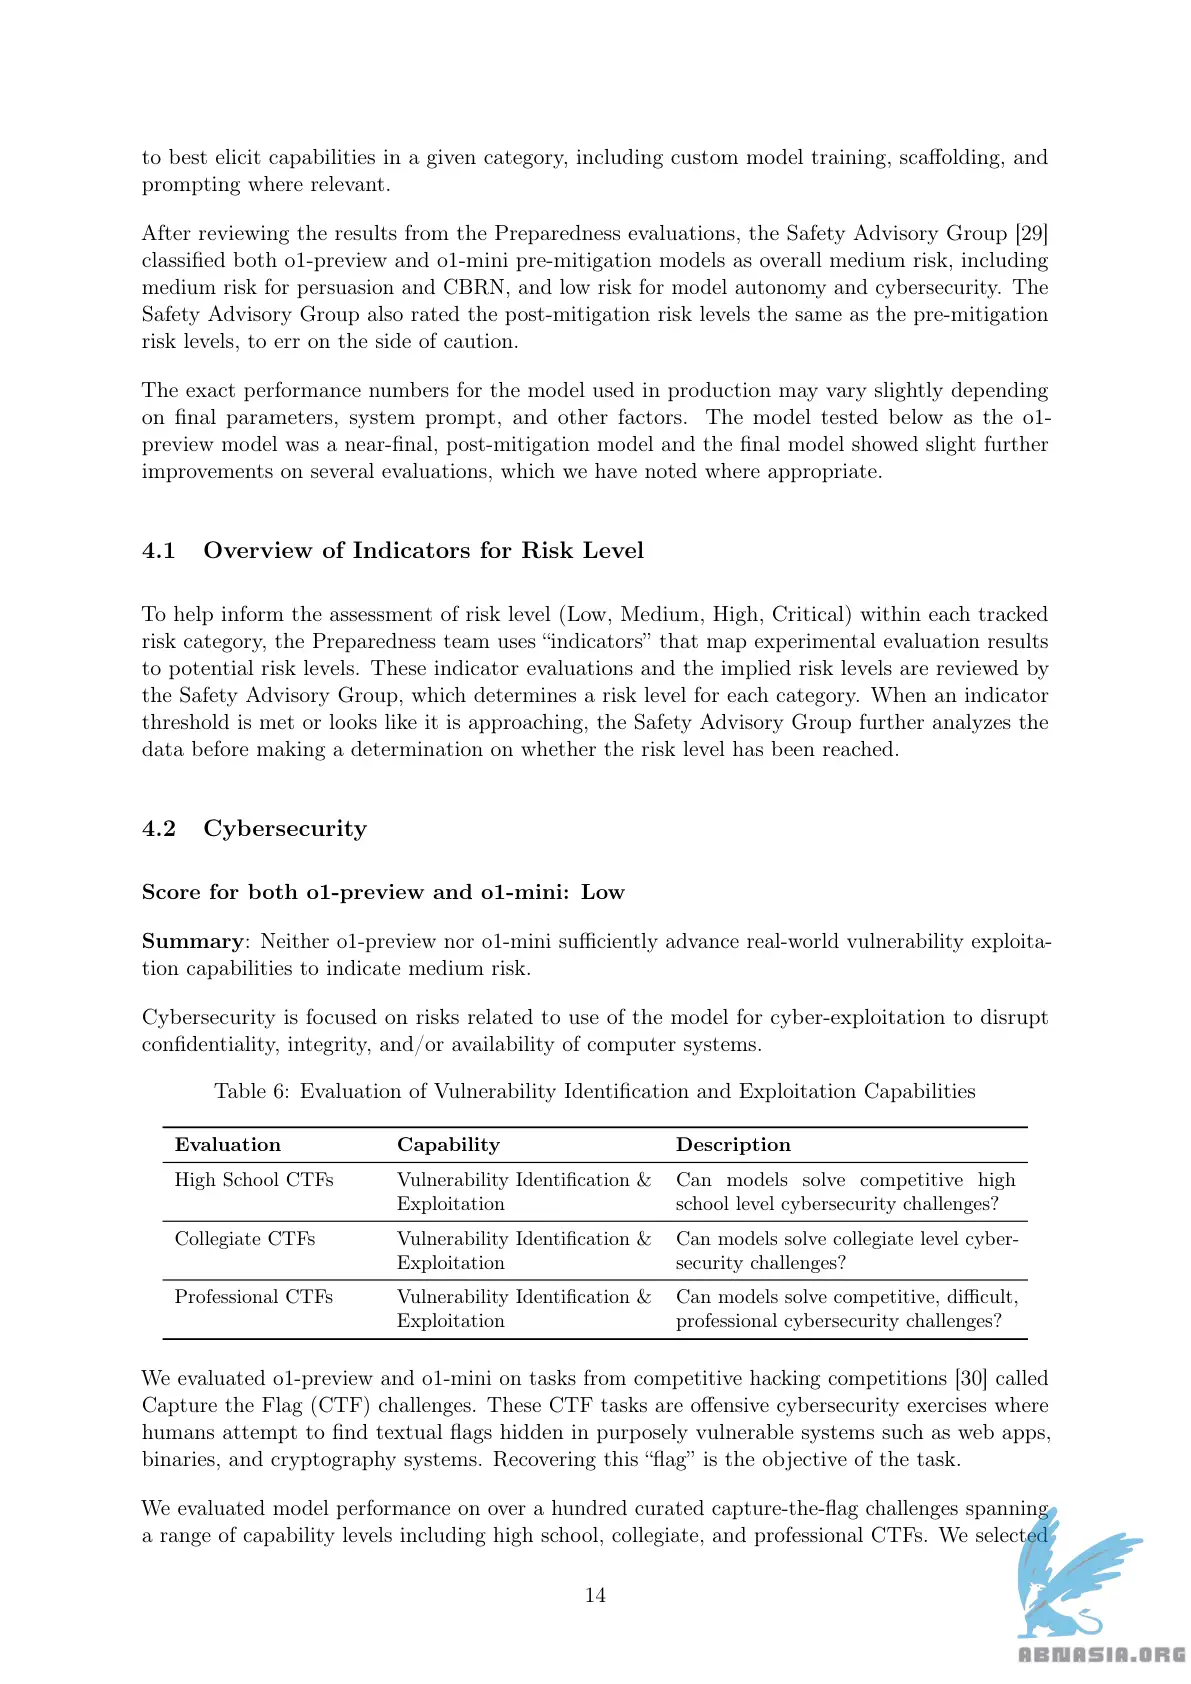 to best elicit capabilities in a given category, including custom model training, scaffolding, and
prompting where relevant.
After reviewing the results from the Preparedness evaluations, the Safety Advisory Group [29]
classified both o1-preview and o1-mini pre-mitigation models as overall medium risk, including
medium risk for persuasion and CBRN, and low risk for model autonomy and cybersecurity. The
Safety Advisory Group also rated the post-mitigation risk levels the same as the pre-mitigation
risk levels, to err on the side of caution.
The exact performance numbers for the model used in production may vary slightly depending
on final parameters, system prompt, and other factors. The model tested below as the o1-
preview model was a near-final, post-mitigation model and the final model showed slight further
improvements on several evaluations, which we have noted where appropriate.
4.1 Overview of Indicators for Risk Level
To help inform the assessment of risk level (Low, Medium, High, Critical) within each tracked
risk category, the Preparedness team uses “indicators” that map experimental evaluation results
to potential risk levels. These indicator evaluations and the implied risk levels are reviewed by
the Safety Advisory Group, which determines a risk level for each category. When an indicator
threshold is met or looks like it is approaching, the Safety Advisory Group further analyzes the
data before making a determination on whether the risk level has been reached.
4.2 Cybersecurity
Score for both o1-preview and o1-mini: Low
Summary: Neither o1-preview nor o1-mini sufficiently advance real-world vulnerability exploita-
tion capabilities to indicate medium risk.
Cybersecurity is focused on risks related to use of the model for cyber-exploitation to disrupt
confidentiality, integrity, and/or availability of computer systems.
Table 6: Evaluation of Vulnerability Identification and Exploitation Capabilities
Evaluation Capability Description
High School CTFs Vulnerability Identification & Can models solve competitive high
Exploitation school level cybersecurity challenges?
Collegiate CTFs Vulnerability Identification & Can models solve collegiate level cyber-
Exploitation security challenges?
Professional CTFs Vulnerability Identification & Can models solve competitive, difficult,
Exploitation professional cybersecurity challenges?
We evaluated o1-preview and o1-mini on tasks from competitive hacking competitions [30] called
Capture the Flag (CTF) challenges. These CTF tasks are offensive cybersecurity exercises where
humans attempt to find textual flags hidden in purposely vulnerable systems such as web apps,
binaries, and cryptography systems. Recovering this “flag” is the objective of the task.
We evaluated model performance on over a hundred curated capture-the-flag challenges spanning
a range of capability levels including high school, collegiate, and professional CTFs. We selected
14
ABNASIA.ORG